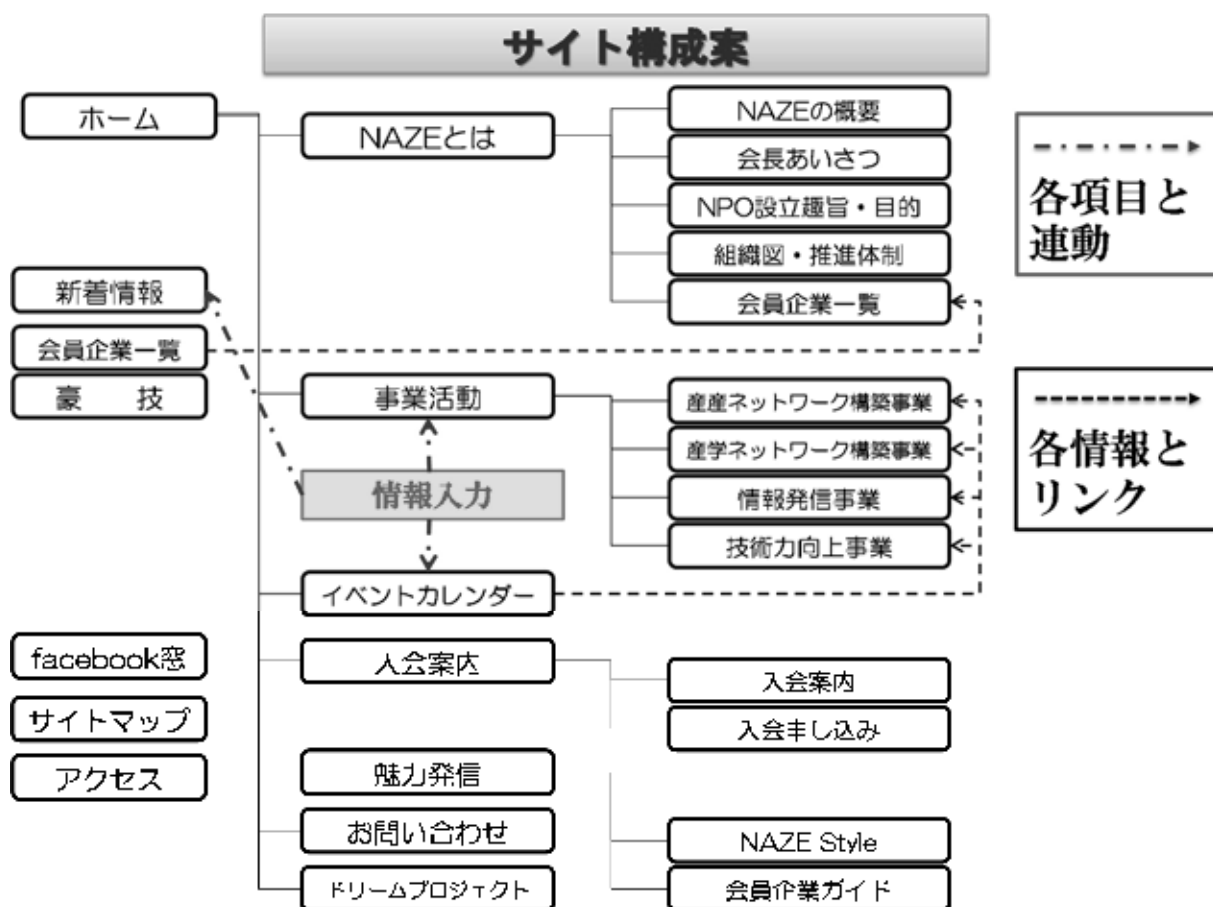 サイト構成案
ホーム
NAZEとは
NAZEの概要
会長あいさつ
NPO設立趣旨・目的
組織図・推進体制
会員企業一覧
各項目と
連動
新着情報
会員企業一覧
豪　技
事業活動
産産ネットワーク構築事業
産学ネットワーク構築事業
情報発信事業
技術力向上事業
各情報と
リンク
情報入力
イベントカレンダー
facebook窓
サイトマップ
アクセス
入会案内
入会案内
入会申し込み
魅力発信
お問い合わせ
ドリームプロジェクト
NAZE Style
会員企業ガイド